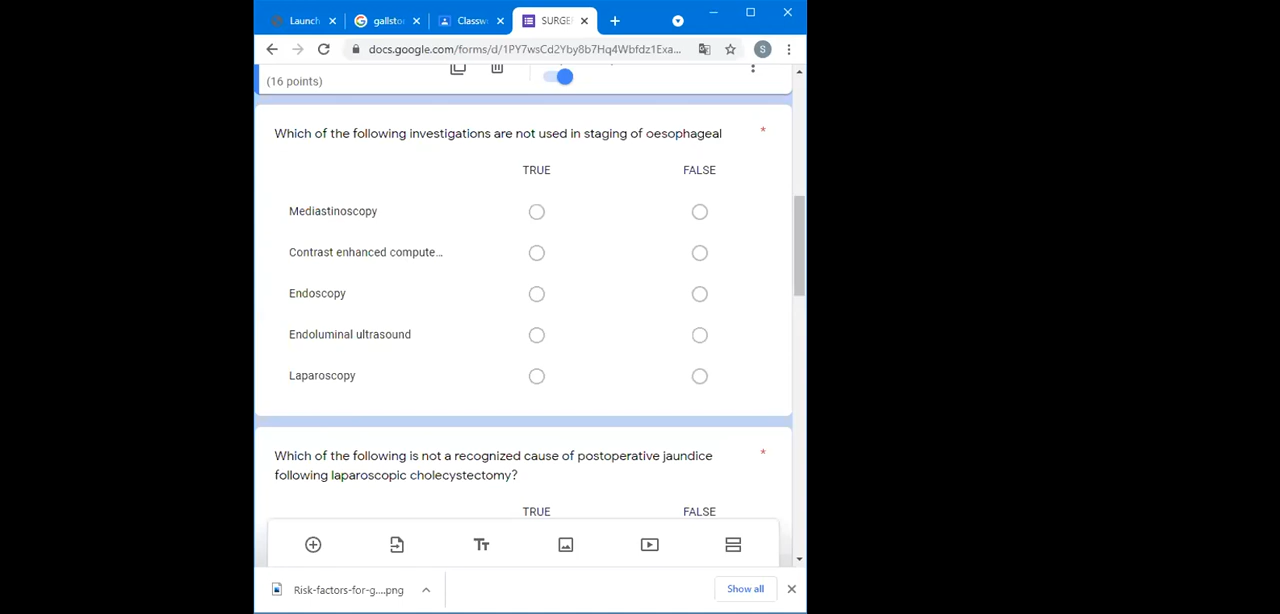 Launch
gallsto
Classw
SURGE
docs.google.com/forms/d/1PY7wsCd2Yby8b7Hq4Wbfdz1Exa...
S
(16 points)
Which of the following investigations are not used in staging of oesophageal
*
TRUE FALSE
Mediastinoscopy
Contrast enhanced compute...
Endoscopy
Endoluminal ultrasound
Laparoscopy
Which of the following is not a recognized cause of postoperative jaundice
*
following laparoscopic cholecystectomy?
TRUE FALSE
Tт
Risk-factors-for-g....png
Show all